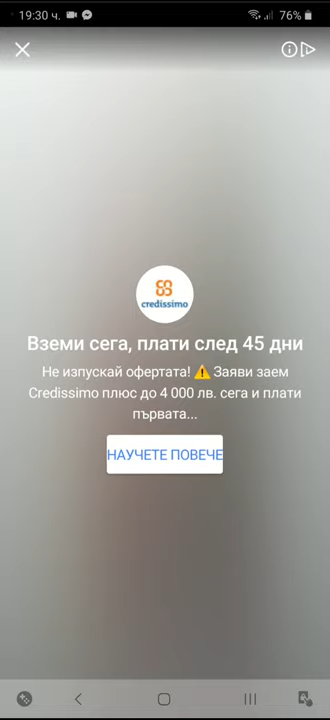 19:30 ч.
76%
credissimo
Вземи сега, плати след 45 дни
Не изпускай офертата! ⚠️ Заяви заем
Credissimo плюс до 4 000 лв. сега и плати
първата...
НАУЧЕТЕ ПОВЕЧЕ